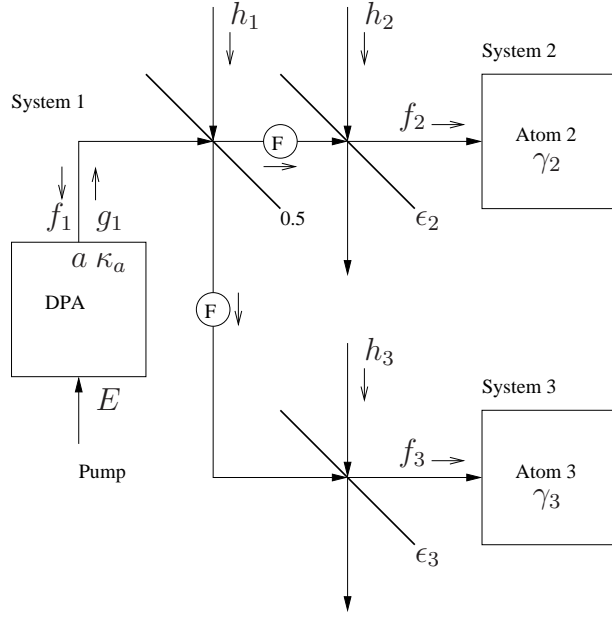 h₁
h₂
System 2
System 1
F
f₂
Atom 2
γ₂
f₁ g₁
0.5
ϵ₂
a κₐ
DPA
F
h₃
System 3
E
f₃
Pump
Atom 3
γ₃
ϵ₃